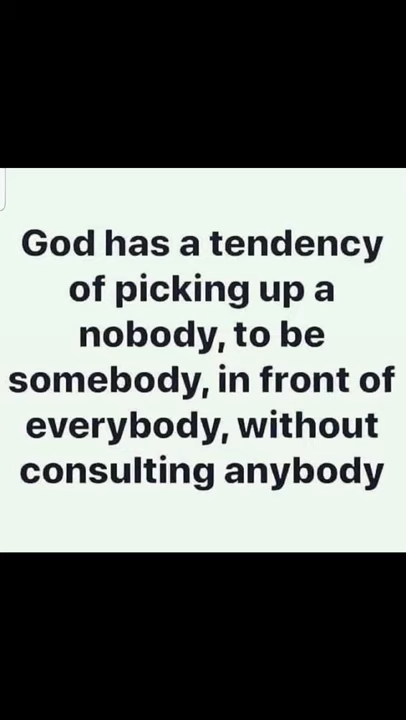 God has a tendency
of picking up a
nobody, to be
somebody, in front of
everybody, without
consulting anybody